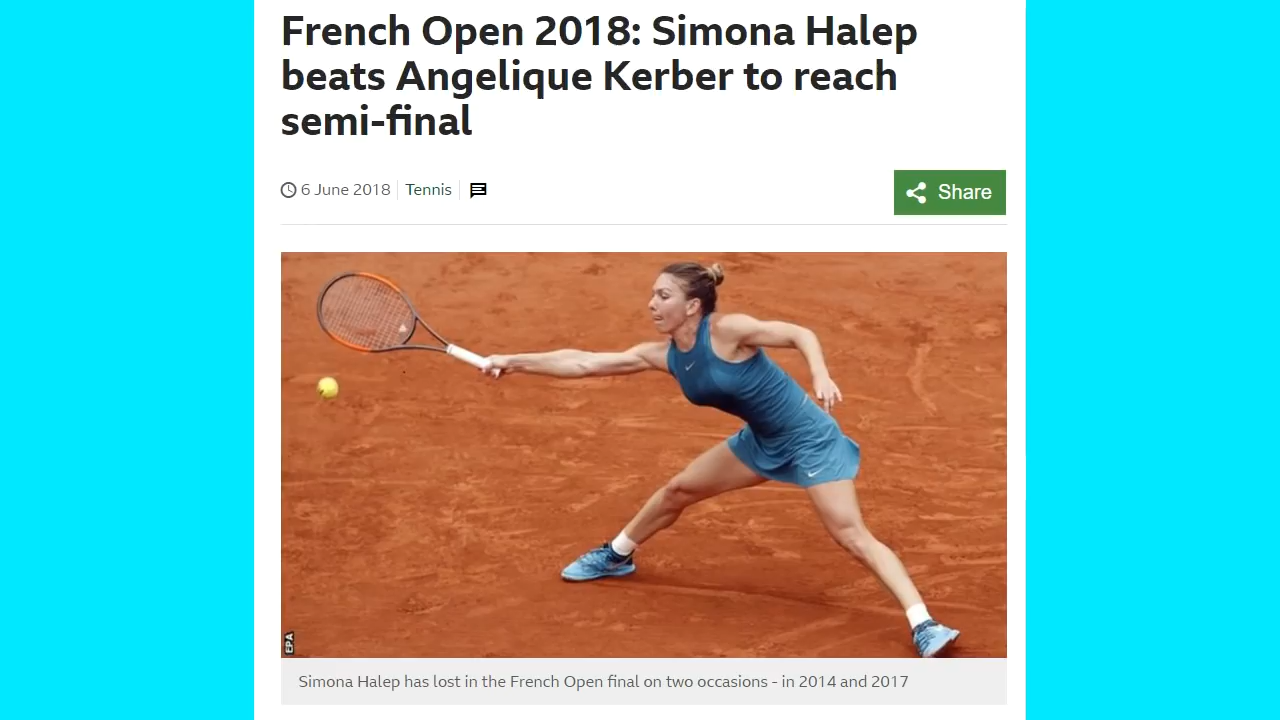 French Open 2018: Simona Halep
beats Angelique Kerber to reach
semi-final
6 June 2018
Tennis
Share
EPA
Simona Halep has lost in the French Open final on two occasions - in 2014 and 2017